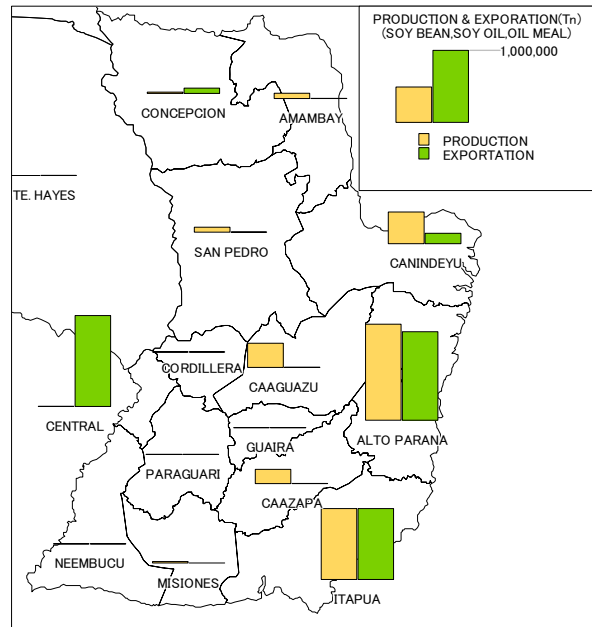 PRODUCTION & EXPORATION(Tn)
(SOY BEAN,SOY OIL,OIL MEAL)
1,000,000
PRODUCTION
EXPORTATION
CONCEPCION
AMAMBAY
TE. HAYES
SAN PEDRO
CANINDEYU
CORDILLERA
CAAGUAZU
CENTRAL
ALTO PARANA
GUAIRA
PARAGUARI
CAAZAPA
NEEMBUCU
MISIONES
ITAPUA